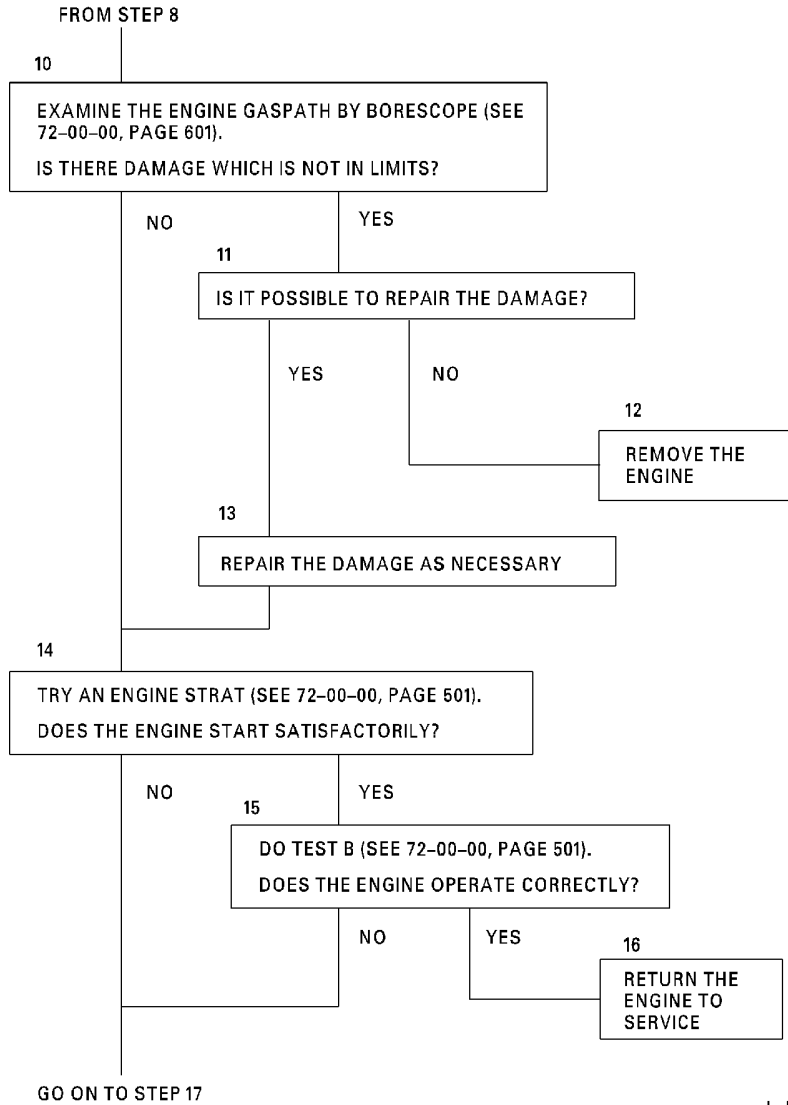 FROM STEP 8
10
EXAMINE THE ENGINE GASPATH BY BORESCOPE (SEE
72–00–00, PAGE 601).
IS THERE DAMAGE WHICH IS NOT IN LIMITS?
NO
YES
11
IS IT POSSIBLE TO REPAIR THE DAMAGE?
YES
NO
12
REMOVE THE
ENGINE
13
REPAIR THE DAMAGE AS NECESSARY
14
TRY AN ENGINE STRAT (SEE 72–00–00, PAGE 501).
DOES THE ENGINE START SATISFACTORILY?
NO
YES
15
DO TEST B (SEE 72–00–00, PAGE 501).
DOES THE ENGINE OPERATE CORRECTLY?
NO
YES
16
RETURN THE
ENGINE TO
SERVICE
GO ON TO STEP 17